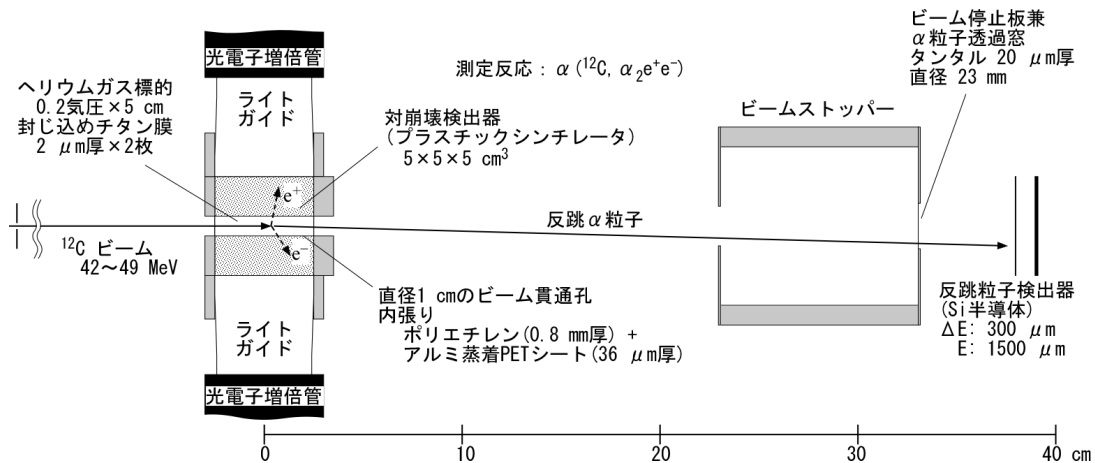 光電子増倍管
ヘリウムガス標的
0.2気圧×5 cm
封じ込めチタン膜
2 μm厚×2枚
ライト
ガイド
測定反応：α(¹²C, α₂e⁺e⁻)
対崩壊検出器
(プラスチックシンチレータ)
5×5×5 cm³
ビームストッパー
ビーム停止板兼
α粒子透過窓
タンタル 20 μm厚
直径 23 mm
e⁺
e⁻
反跳α粒子
¹²C ビーム
42～49 MeV
直径1 cmのビーム貫通孔
内張り
ポリエチレン(0.8 mm厚) +
アルミ蒸着PETシート(36 μm厚)
反跳粒子検出器
(Si半導体)
ΔE: 300 μm
E: 1500 μm
ライト
ガイド
光電子増倍管
0 10 20 30 40 cm